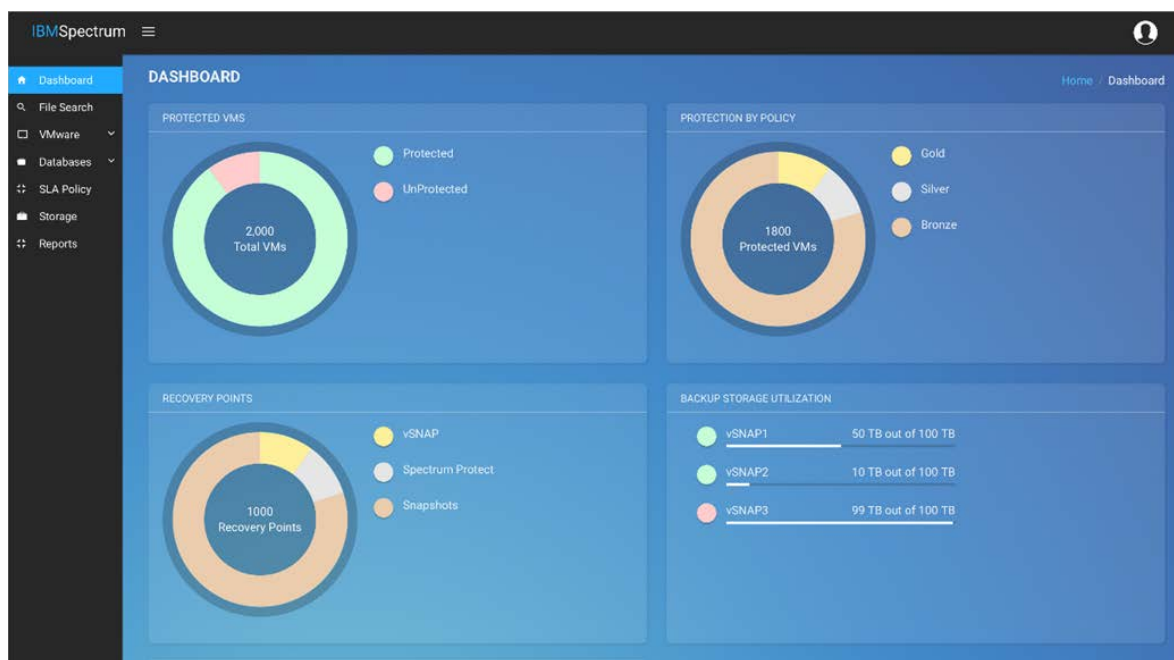 IBMSpectrum
Dashboard
File Search
VMware
Databases
SLA Policy
Storage
Reports
DASHBOARD
Home / Dashboard
PROTECTED VMS
Protected
UnProtected
2,000
Total VMs
PROTECTION BY POLICY
Gold
Silver
Bronze
1800
Protected VMs
RECOVERY POINTS
vSNAP
Spectrum Protect
Snapshots
1000
Recovery Points
BACKUP STORAGE UTILIZATION
vSNAP1 50 TB out of 100 TB
vSNAP2 10 TB out of 100 TB
vSNAP3 99 TB out of 100 TB